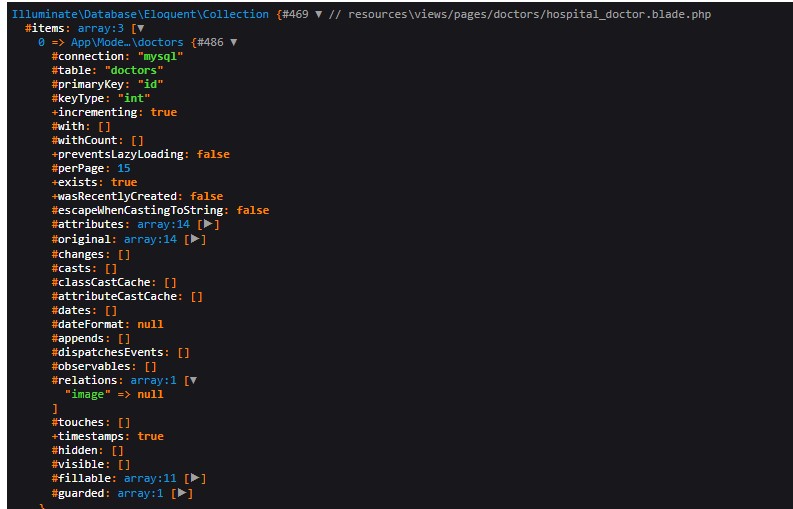 Illuminate\Database\Eloquent\Collection {#469 ▼ // resources\views/pages/doctors/hospital_doctor.blade.php
#items: array:3 [▼
0 => App\Mode…\doctors {#486 ▼
#connection: "mysql"
#table: "doctors"
#primaryKey: "id"
#keyType: "int"
+incrementing: true
#with: []
#withCount: []
+preventsLazyLoading: false
#perPage: 15
+exists: true
+wasRecentlyCreated: false
#escapeWhenCastingToString: false
#attributes: array:14 [▶]
#original: array:14 [▶]
#changes: []
#casts: []
#classCastCache: []
#attributeCastCache: []
#dates: []
#dateFormat: null
#appends: []
#dispatchesEvents: []
#observables: []
#relations: array:1 [▼
"image" => null
]
#touches: []
+timestamps: true
#hidden: []
#visible: []
#fillable: array:11 [▶]
#guarded: array:1 [▶]
}